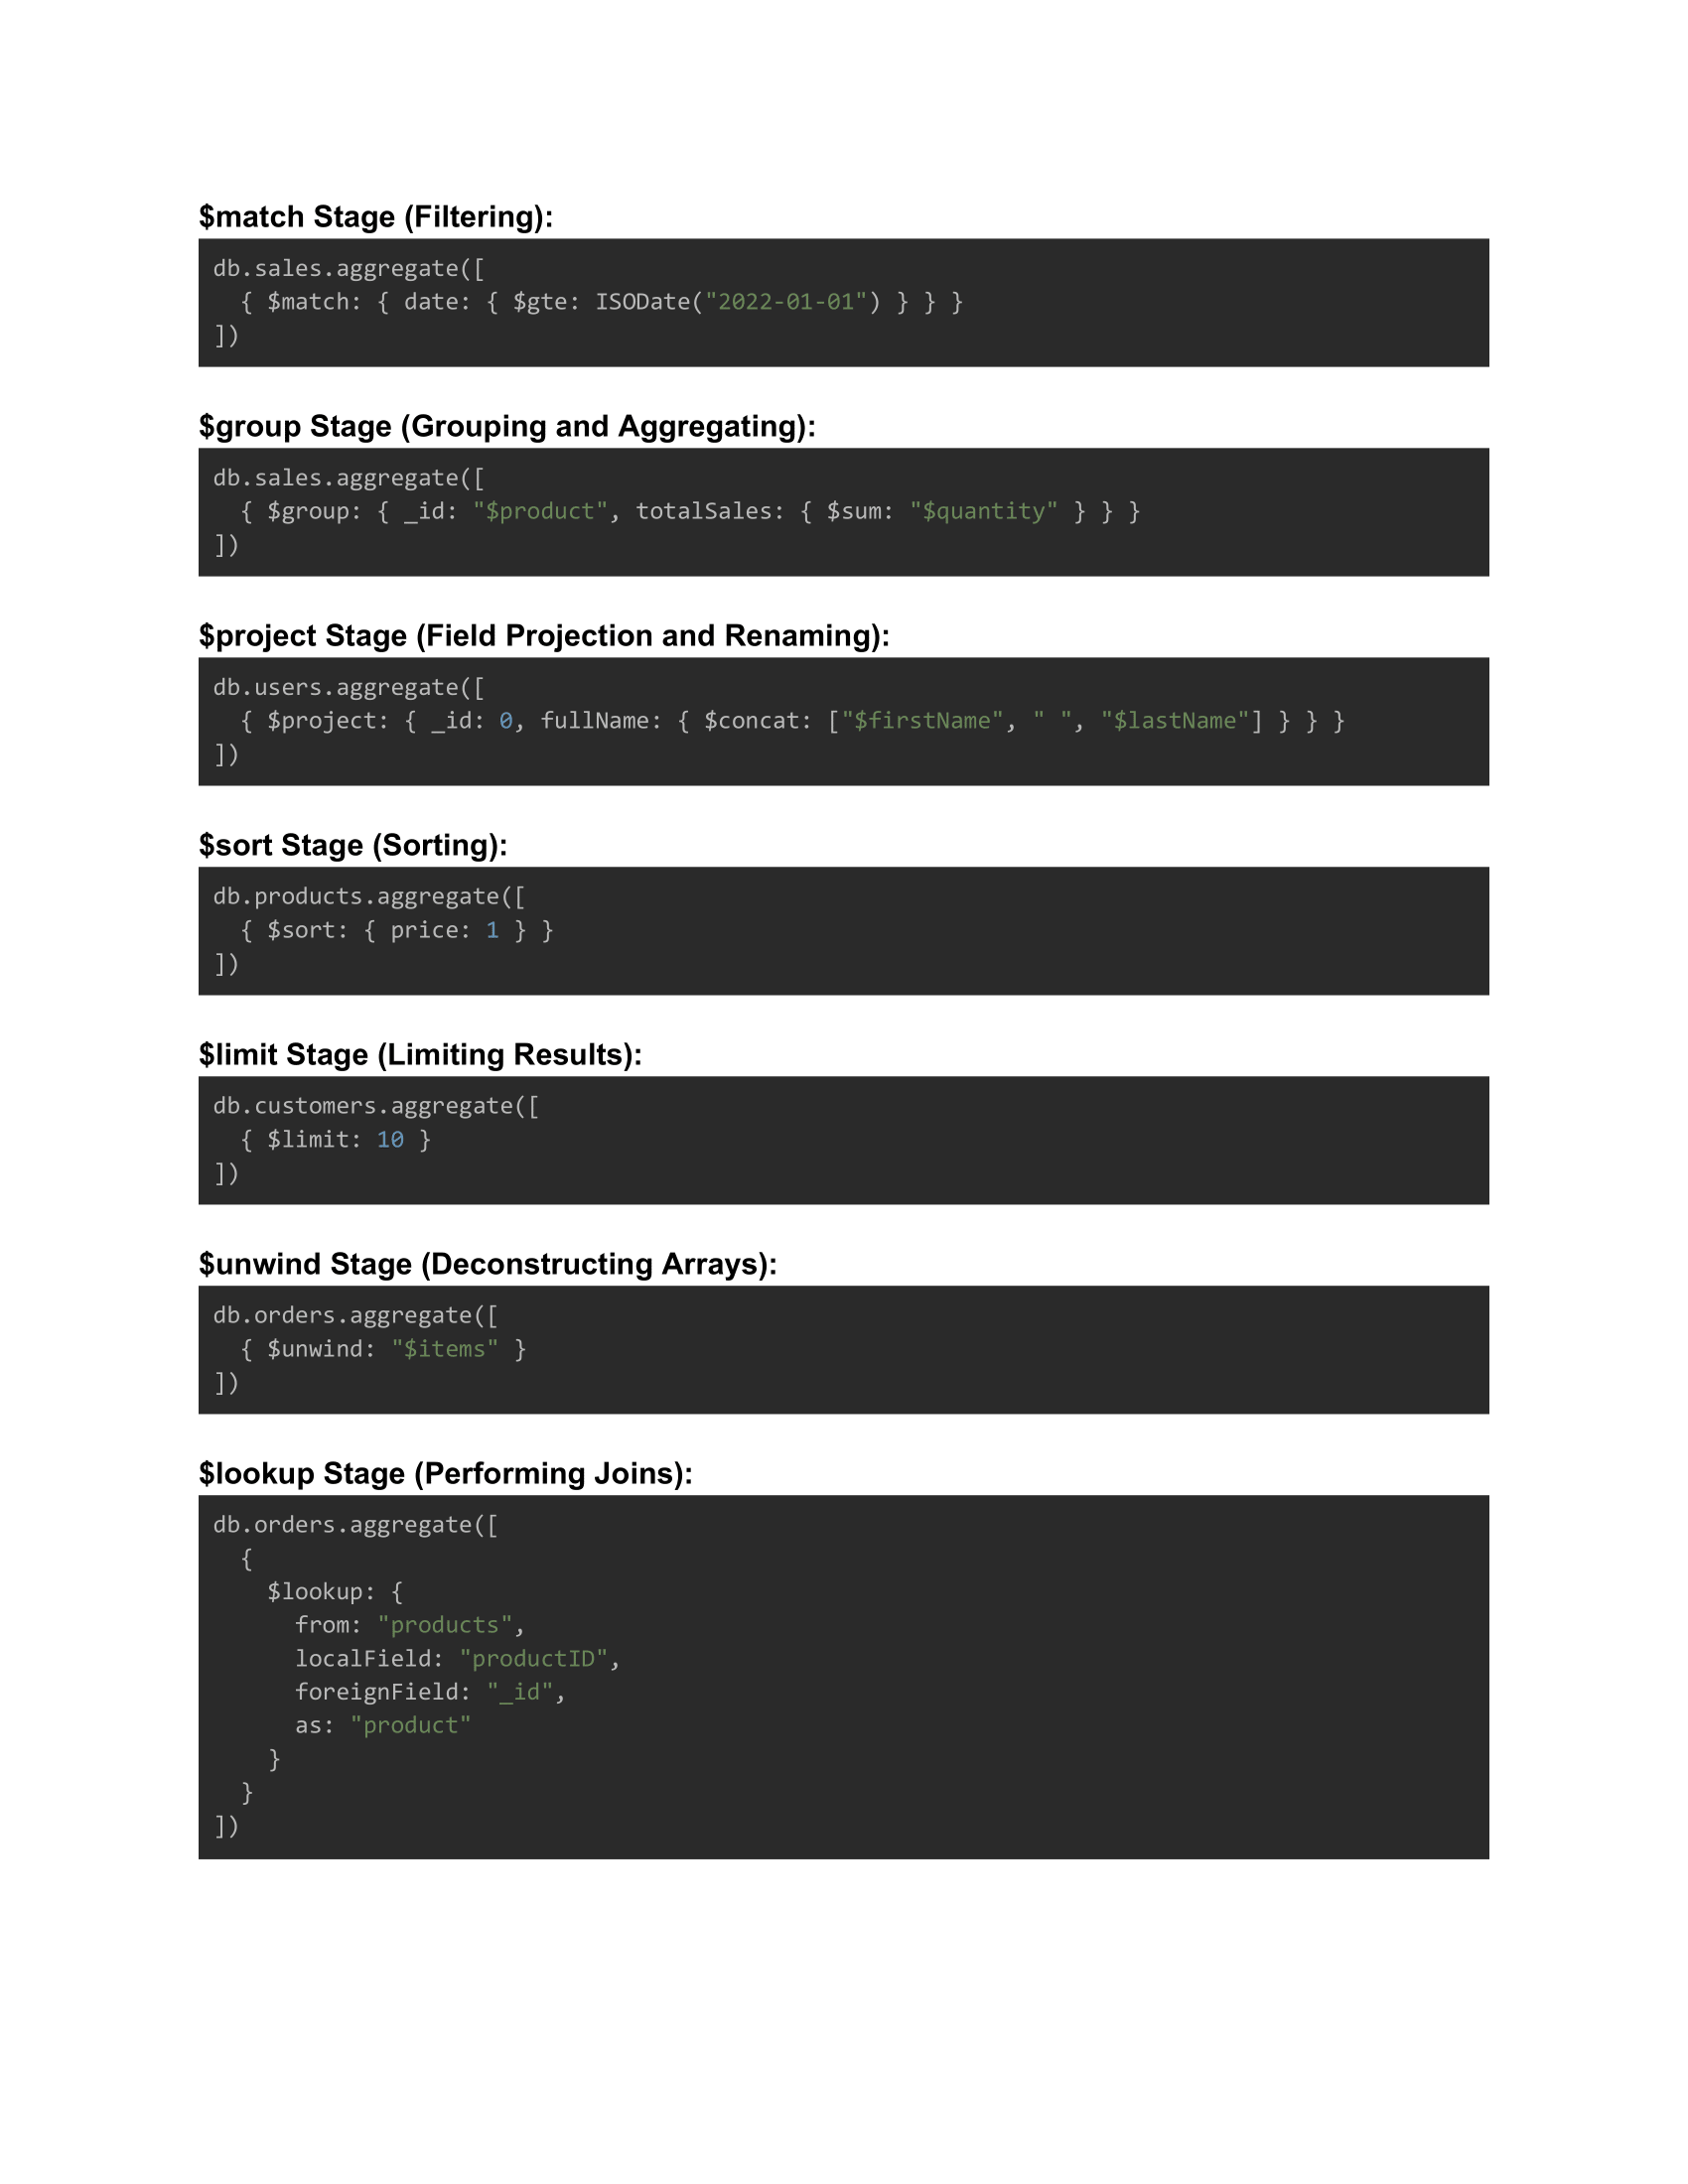 $match Stage (Filtering):
db.sales.aggregate([
  { $match: { date: { $gte: ISODate("2022-01-01") } } }
])
$group Stage (Grouping and Aggregating):
db.sales.aggregate([
  { $group: { _id: "$product", totalSales: { $sum: "$quantity" } } }
])
$project Stage (Field Projection and Renaming):
db.users.aggregate([
  { $project: { _id: 0, fullName: { $concat: ["$firstName", " ", "$lastName"] } } }
])
$sort Stage (Sorting):
db.products.aggregate([
  { $sort: { price: 1 } }
])
$limit Stage (Limiting Results):
db.customers.aggregate([
  { $limit: 10 }
])
$unwind Stage (Deconstructing Arrays):
db.orders.aggregate([
  { $unwind: "$items" }
])
$lookup Stage (Performing Joins):
db.orders.aggregate([
  {
    $lookup: {
      from: "products",
      localField: "productID",
      foreignField: "_id",
      as: "product"
    }
  }
])